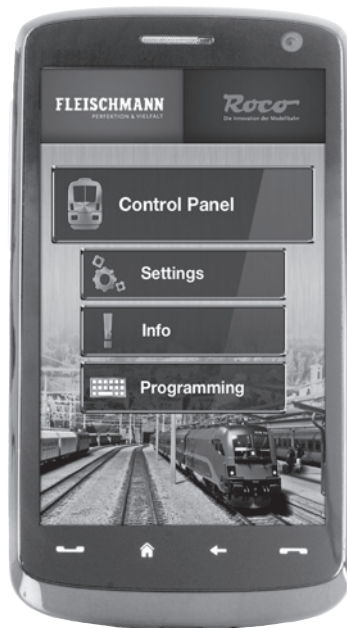 FLEISCHMANN
PERFEKTION & VIELFALT
Roco
Die Innovation der Modellbahn
Control Panel
Settings
Info
Programming